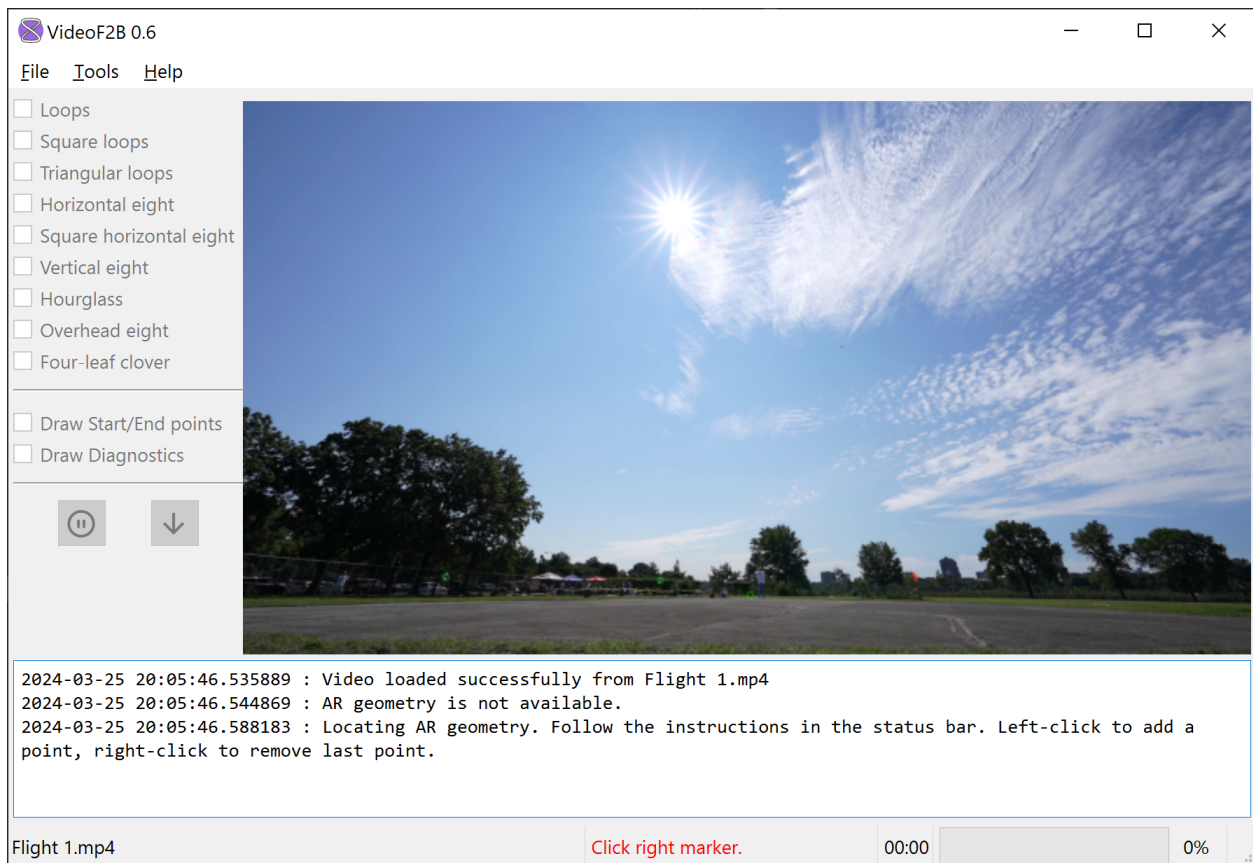 VideoF2B 0.6
File Tools Help
Loops
Square loops
Triangular loops
Horizontal eight
Square horizontal eight
Vertical eight
Hourglass
Overhead eight
Four-leaf clover
Draw Start/End points
Draw Diagnostics
2024-03-25 20:05:46.535889 : Video loaded successfully from Flight 1.mp4
2024-03-25 20:05:46.544869 : AR geometry is not available.
2024-03-25 20:05:46.588183 : Locating AR geometry. Follow the instructions in the status bar. Left-click to add a
point, right-click to remove last point.
Flight 1.mp4 Click right marker. 00:00 0%